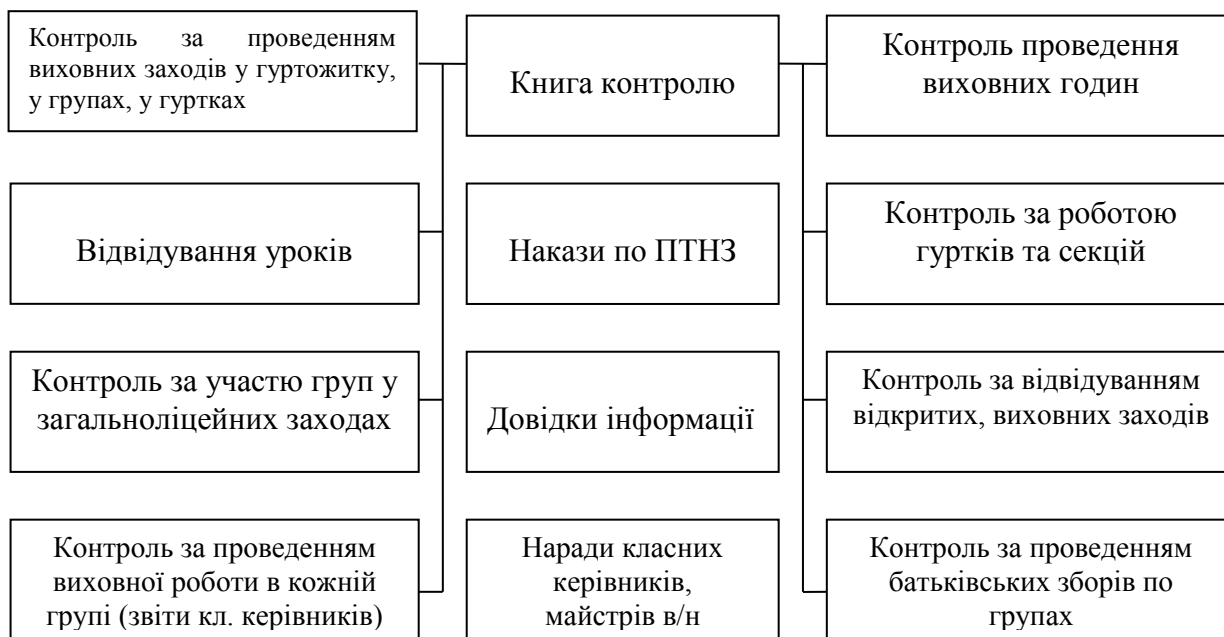 Контроль за проведенням
виховних заходів у гуртожитку,
у групах, у гуртках
Книга контролю
Контроль проведення
виховних годин
Відвідування уроків
Накази по ПТНЗ
Контроль за роботою
гуртків та секцій
Контроль за участю груп у
загальноліцейних заходах
Довідки інформації
Контроль за відвідуванням
відкритих, виховних заходів
Контроль за проведенням
виховної роботи в кожній
групі (звіти кл. керівників)
Наради класних
керівників,
майстрів в/н
Контроль за проведенням
батьківських зборів по
групах